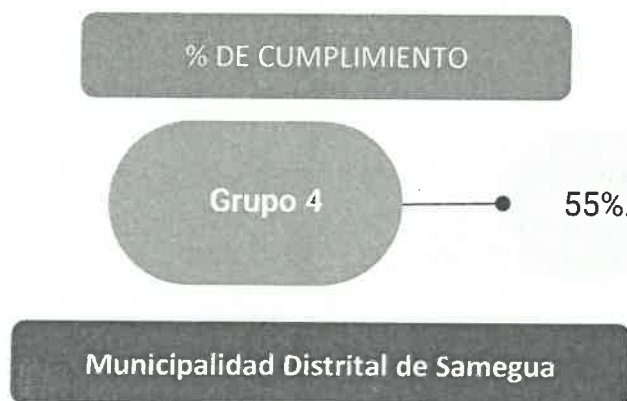 % DE CUMPLIMIENTO
Grupo 4
55%.
Municipalidad Distrital de Samegua